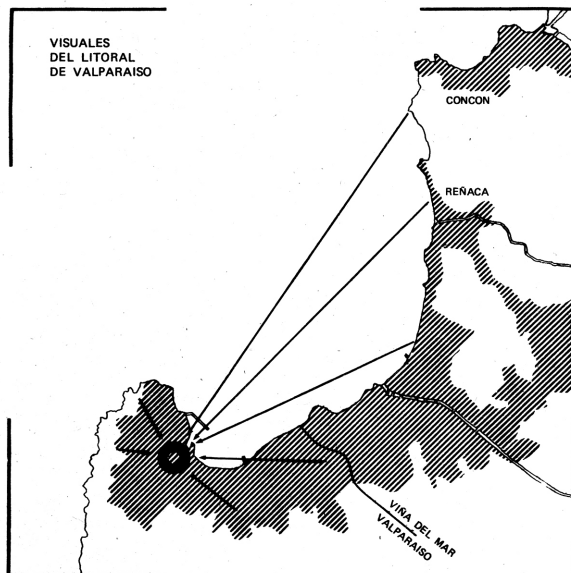 VISUALES
DEL LITORAL
DE VALPARAISO
CONCON
REÑACA
VIÑA DEL MAR
VALPARAISO